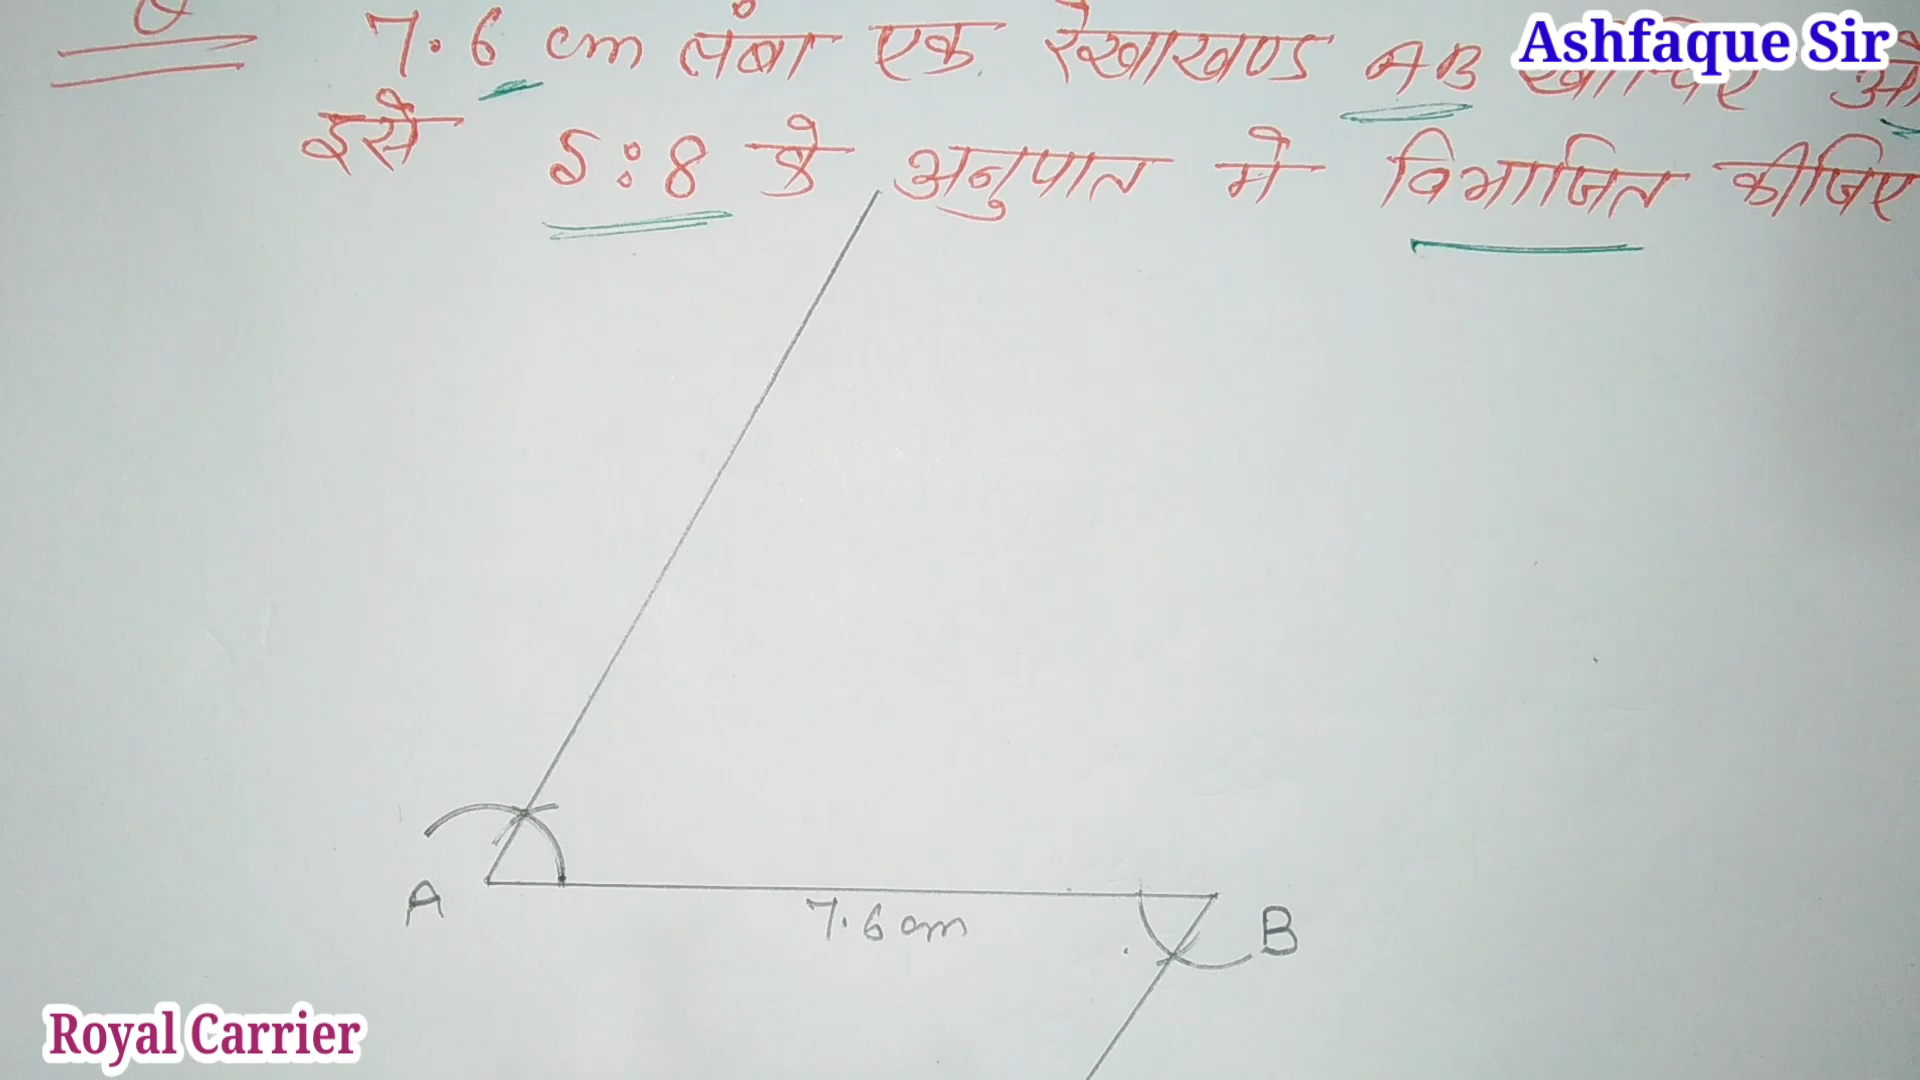 Ashfaque Sir
7.6 cm लंबा एक रेखाखण्ड AB
इसे 5:8 के अनुपात मे विभाजित कीजिए
A
7.6 cm
B
Royal Carrier